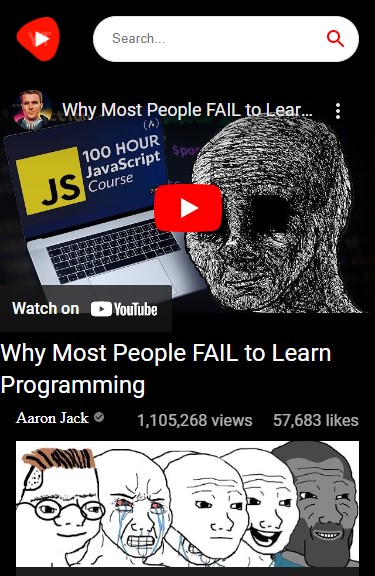 Search...
Why Most People FAIL to Lear...
100 HOUR
JavaScript
Course
JS
Watch on YouTube
Why Most People FAIL to Learn
Programming
Aaron Jack
1,105,268 views
57,683 likes